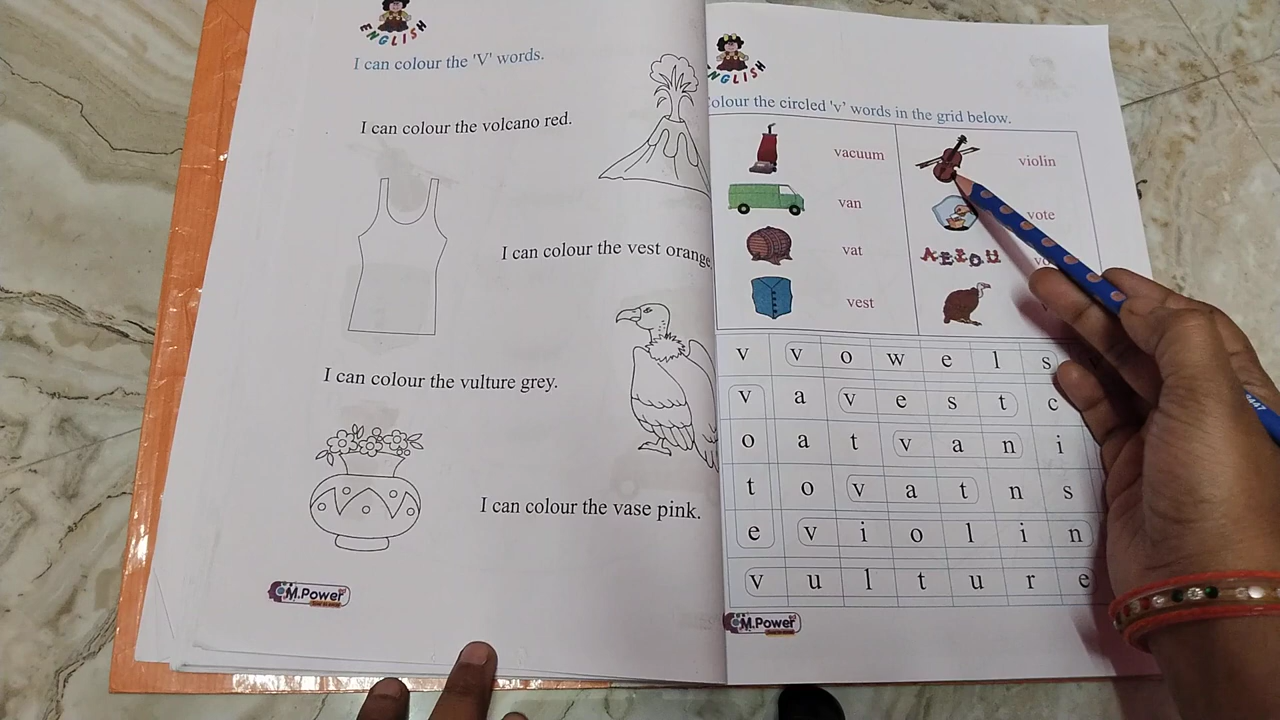 ENGLISH
I can colour the 'V' words.
I can colour the volcano red.
I can colour the vest orange
I can colour the vulture grey.
I can colour the vase pink.
M.Power
ENGLISH
Colour the circled 'v' words in the grid below.
vacuum violin
van vote
vat
vest
AEIOU
v v o w e l s
v a v e s t c
o a t v a n i
t o v a t n s
e v i o l i n
v u l t u r e
M.Power